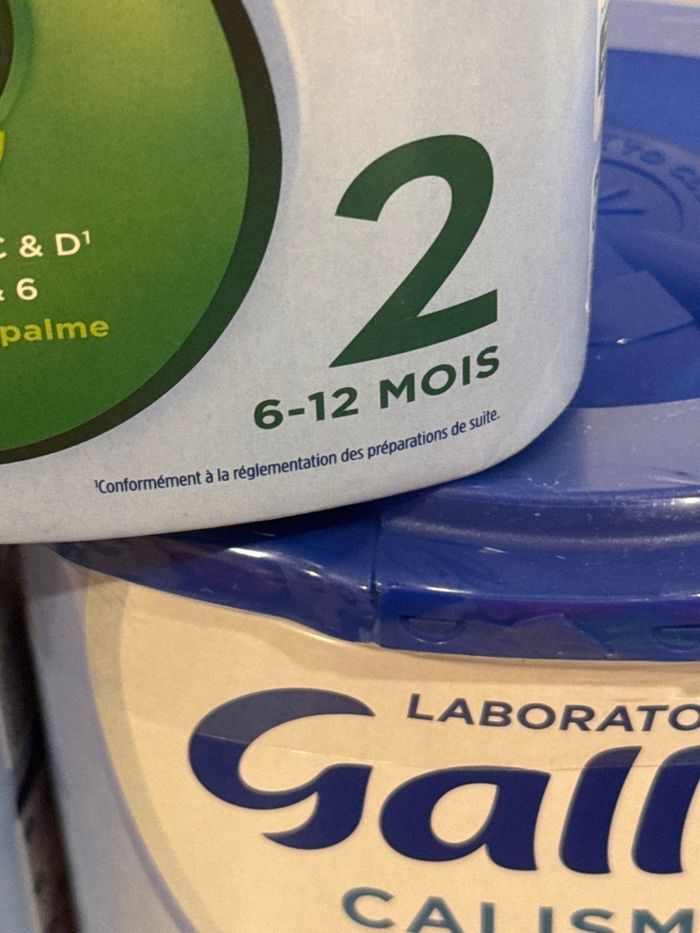 & D¹
& 6
palme
2
6-12 MOIS
¹Conformément à la réglementation des préparations de suite.
LABORATO
Gall
CALISM